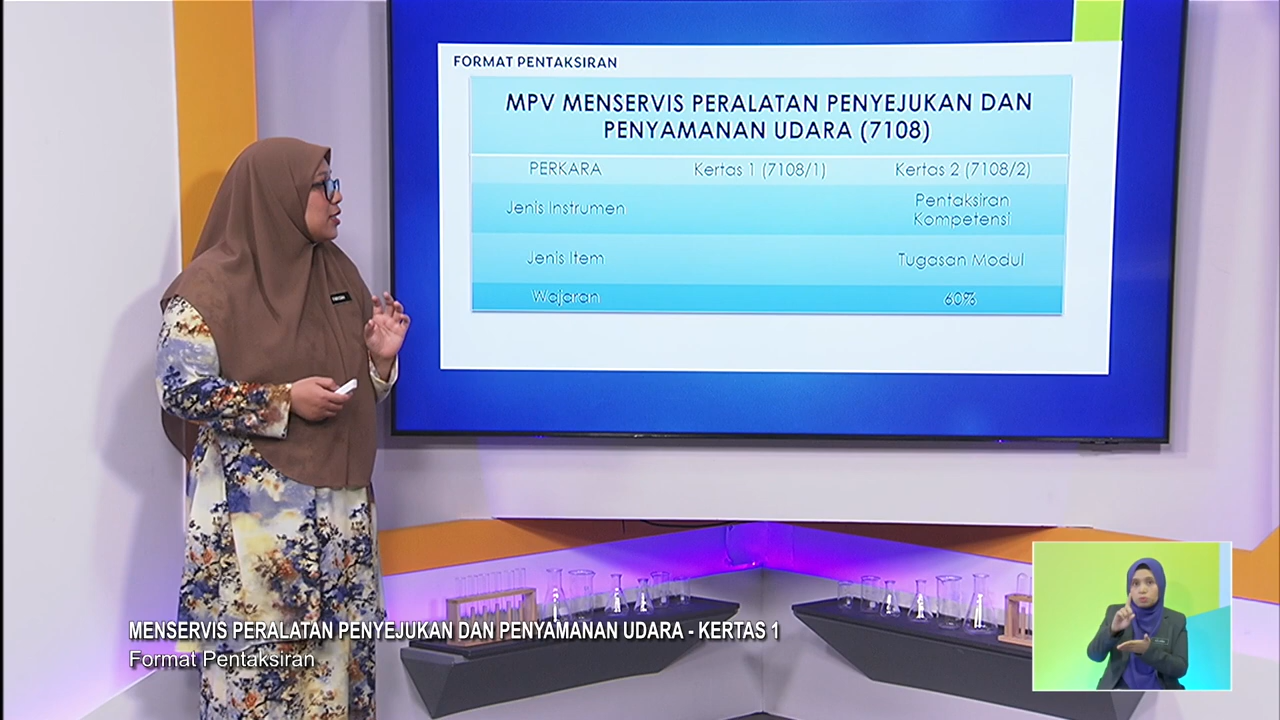 FORMAT PENTAKSIRAN
MPV MENSERVIS PERALATAN PENYEJUKAN DAN
PENYAMANAN UDARA (7108)
PERKARA Kertas 1 (7108/1) Kertas 2 (7108/2)
Jenis Instrumen Pentaksiran
Kompetensi
Jenis Item Tugasan Modul
Wajaran 60%
MENSERVIS PERALATAN PENYEJUKAN DAN PENYAMANAN UDARA - KERTAS 1
Format Pentaksiran